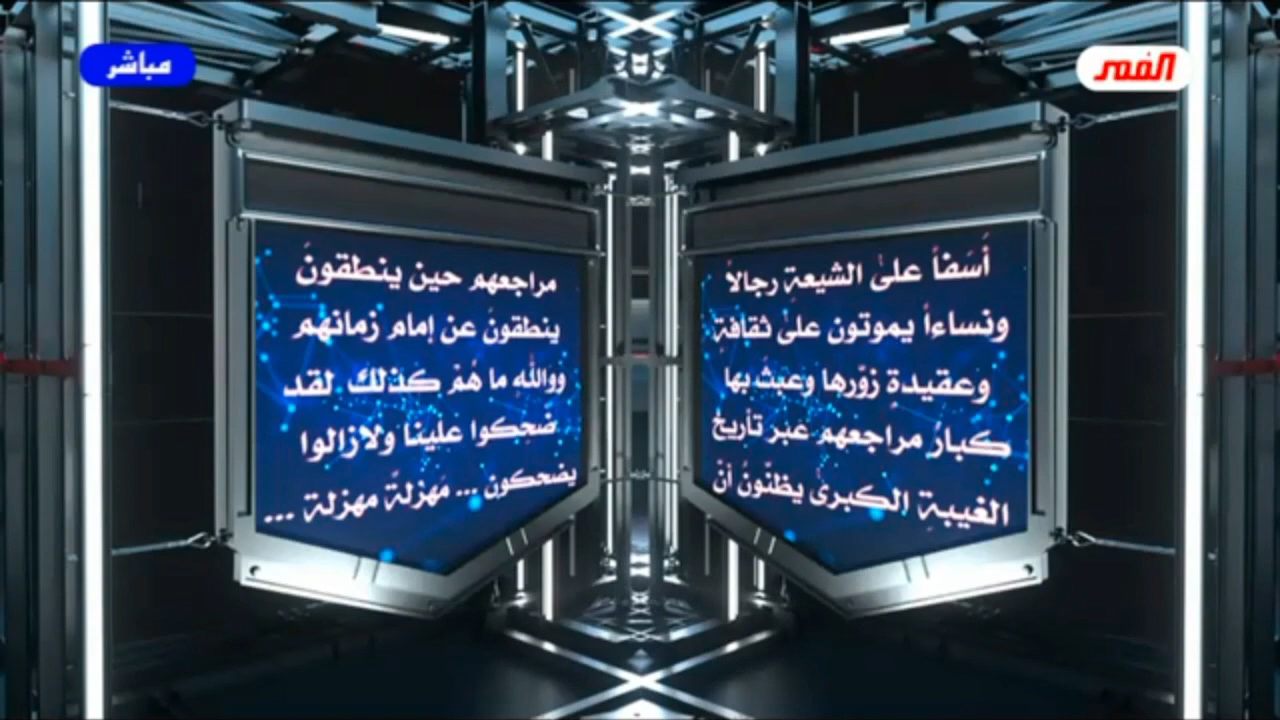 مباشر
القمر
أَسَفاً على الشيعةِ رجالاً
ونساءاً يموتون على ثقافةٍ
وعقيدةٍ زوّرها وعبثَ بها
كبارُ مراجعهم عبر تأريخ
الغيبةِ الكبرى يظنّونَ أنّ
مراجعهم حين ينطقونَ
ينطقونَ عن إمام زمانهم
وواللهِ ما هُمْ كذلك لقد
ضحكوا علينا ولازالوا
يضحكون ... مهزلةٌ مهزلة ...